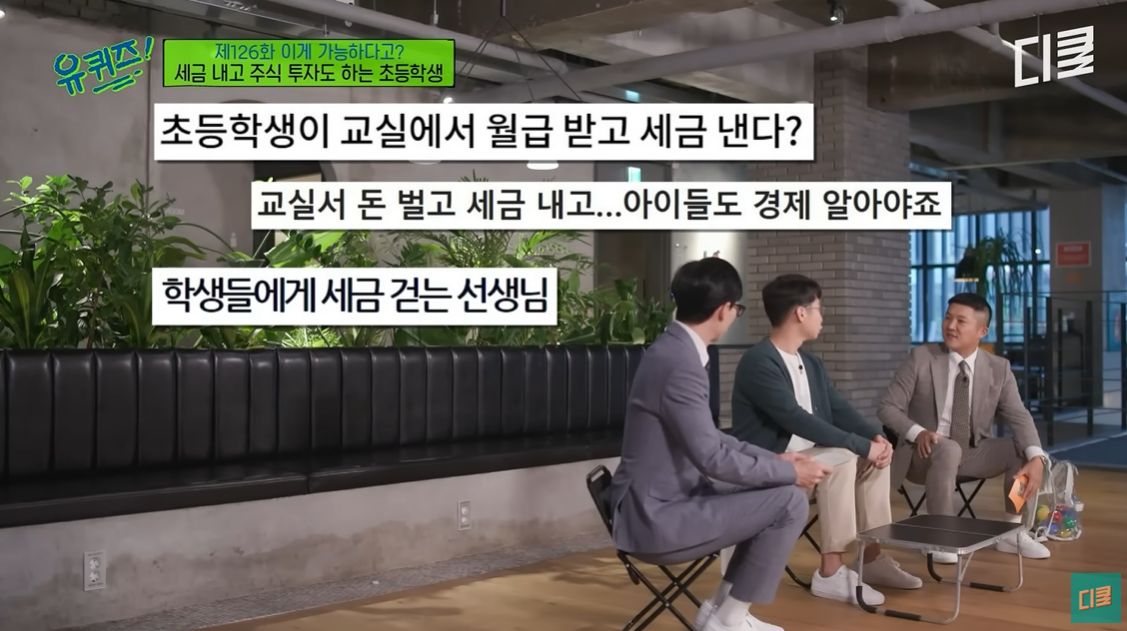 유퀴즈!
제126화 이게 가능하다고?
세금 내고 주식 투자도 하는 초등학생
디클
초등학생이 교실에서 월급 받고 세금 낸다?
교실서 돈 벌고 세금 내고...아이들도 경제 알아야죠
학생들에게 세금 걷는 선생님
디클